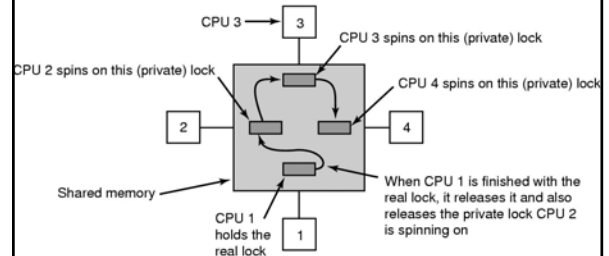 CPU 3
3
CPU 3 spins on this (private) lock
CPU 2 spins on this (private) lock
CPU 4 spins on this (private) lock
2
4
Shared memory
When CPU 1 is finished with the
real lock, it releases it and also
releases the private lock CPU 2
is spinning on
CPU 1
holds the
real lock
1